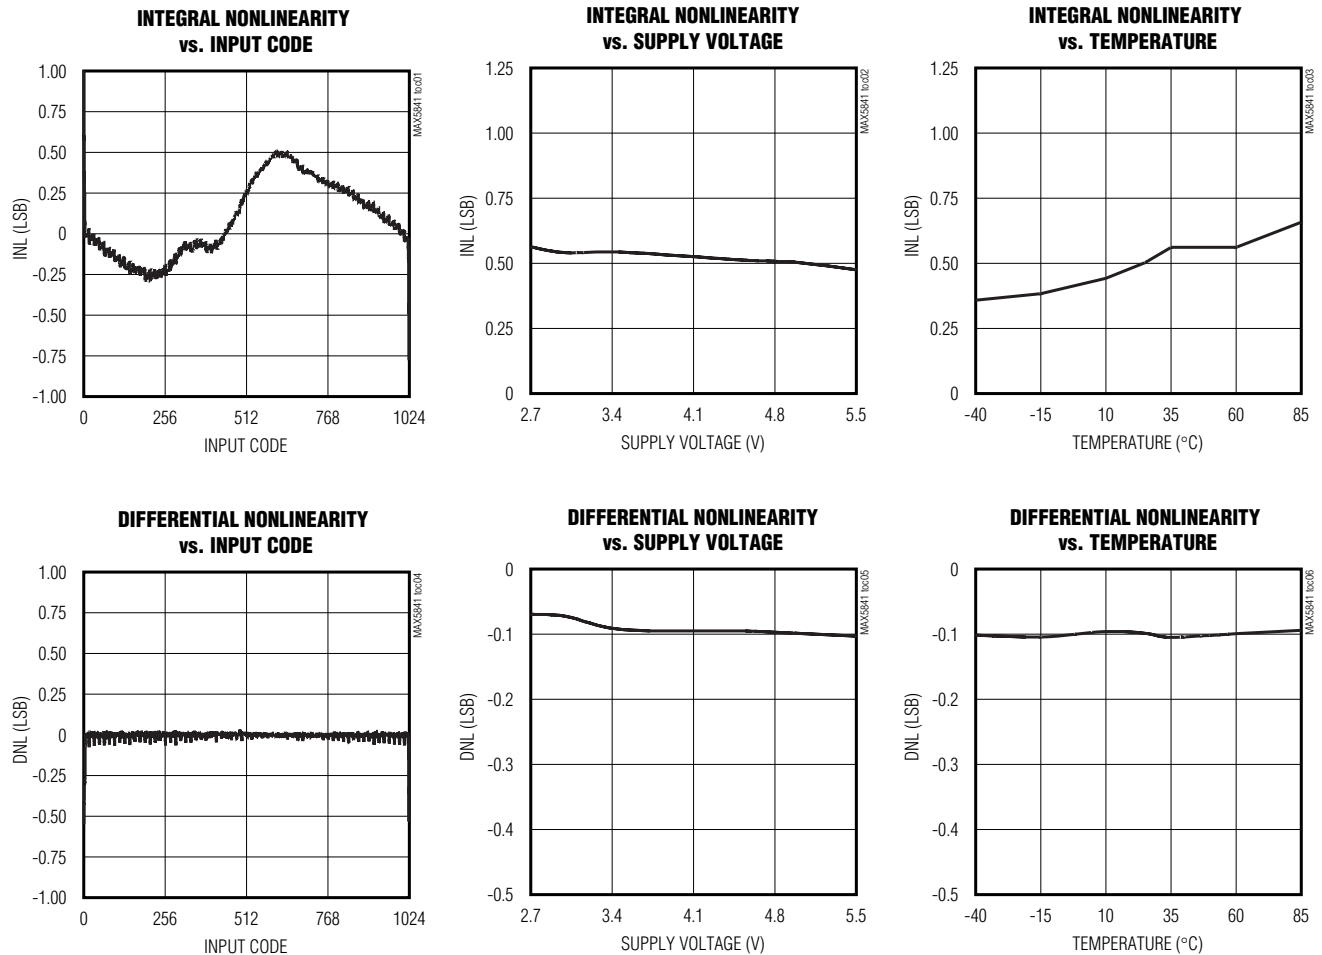 INTEGRAL NONLINEARITY
vs. INPUT CODE
1.00
0.75
0.50
0.25
0
-0.25
-0.50
-0.75
-1.00
INL (LSB)
0 256 512 768 1024
INPUT CODE
MAX5841 toc01
INTEGRAL NONLINEARITY
vs. SUPPLY VOLTAGE
1.25
1.00
0.75
0.50
0.25
0
INL (LSB)
2.7 3.4 4.1 4.8 5.5
SUPPLY VOLTAGE (V)
MAX5841 toc02
INTEGRAL NONLINEARITY
vs. TEMPERATURE
1.25
1.00
0.75
0.50
0.25
0
INL (LSB)
-40 -15 10 35 60 85
TEMPERATURE (°C)
MAX5841 toc03
DIFFERENTIAL NONLINEARITY
vs. INPUT CODE
1.00
0.75
0.50
0.25
0
-0.25
-0.50
-0.75
-1.00
DNL (LSB)
0 256 512 768 1024
INPUT CODE
MAX5841 toc04
DIFFERENTIAL NONLINEARITY
vs. SUPPLY VOLTAGE
0
-0.1
-0.2
-0.3
-0.4
-0.5
DNL (LSB)
2.7 3.4 4.1 4.8 5.5
SUPPLY VOLTAGE (V)
MAX5841 toc05
DIFFERENTIAL NONLINEARITY
vs. TEMPERATURE
0
-0.1
-0.2
-0.3
-0.4
-0.5
DNL (LSB)
-40 -15 10 35 60 85
TEMPERATURE (°C)
MAX5841 toc06